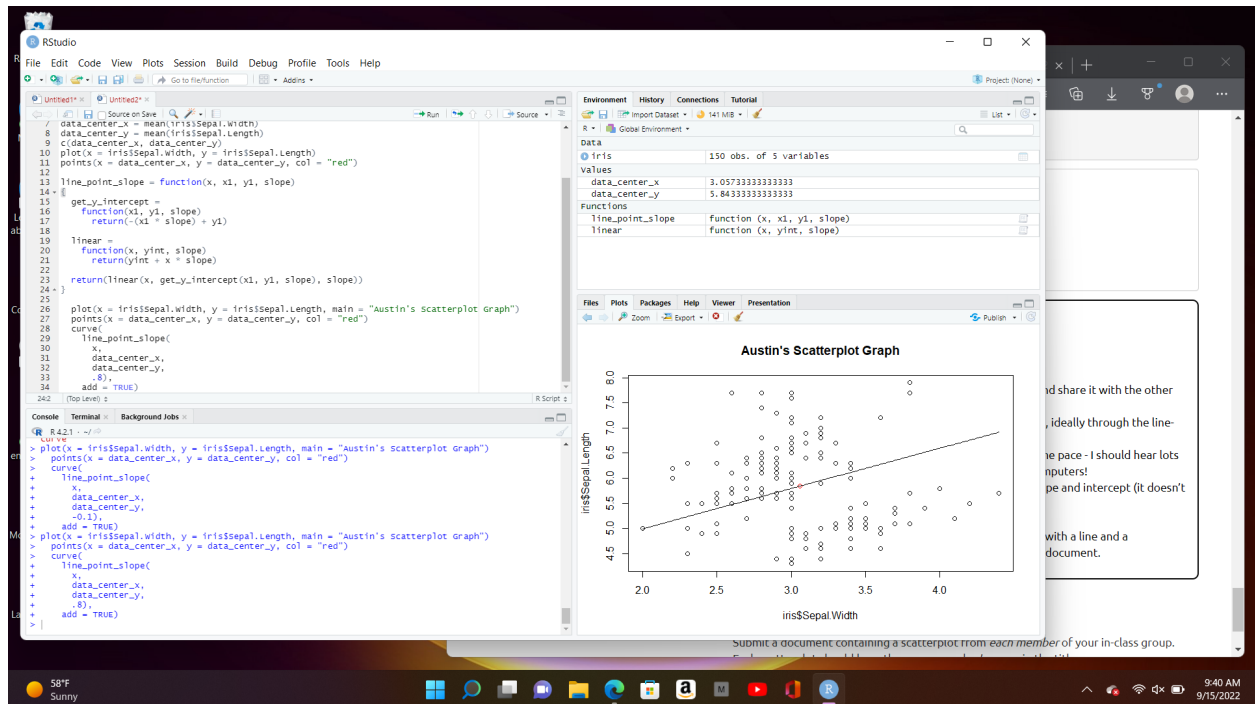 RStudio
File Edit Code View Plots Session Build Debug Profile Tools Help
Go to file/function Addins
Project: (None)
Untitled1* Untitled2*
Source on Save Run Source
7 data_center_x = mean(iris$Sepal.Width)
8 data_center_y = mean(iris$Sepal.Length)
9 c(data_center_x, data_center_y)
10 plot(x = iris$Sepal.Width, y = iris$Sepal.Length)
11 points(x = data_center_x, y = data_center_y, col = "red")
12
13 line_point_slope = function(x, x1, y1, slope)
14 {
15 get_y_intercept =
16 function(x1, y1, slope)
17 return(-(x1 * slope) + y1)
18
19 linear =
20 function(x, yint, slope)
21 return(yint + x * slope)
22
23 return(linear(x, get_y_intercept(x1, y1, slope), slope))
24 }
25
26 plot(x = iris$Sepal.Width, y = iris$Sepal.Length, main = "Austin's Scatterplot Graph")
27 points(x = data_center_x, y = data_center_y, col = "red")
28 curve(
29 line_point_slope(
30 x,
31 data_center_x,
32 data_center_y,
33 .8),
34 add = TRUE)
24:2 (Top Level) R Script
Console Terminal Background Jobs
R 4.2.1 · ~/
curve
> plot(x = iris$Sepal.Width, y = iris$Sepal.Length, main = "Austin's Scatterplot Graph")
> points(x = data_center_x, y = data_center_y, col = "red")
> curve(
+ line_point_slope(
+ x,
+ data_center_x,
+ data_center_y,
+ -0.1),
+ add = TRUE)
> plot(x = iris$Sepal.Width, y = iris$Sepal.Length, main = "Austin's Scatterplot Graph")
> points(x = data_center_x, y = data_center_y, col = "red")
> curve(
+ line_point_slope(
+ x,
+ data_center_x,
+ data_center_y,
+ .8),
+ add = TRUE)
>
Environment History Connections Tutorial
Import Dataset 141 MiB List
R Global Environment
Data
iris 150 obs. of 5 variables
Values
data_center_x 3.05733333333333
data_center_y 5.84333333333333
Functions
line_point_slope function (x, x1, y1, slope)
linear function (x, yint, slope)
Files Plots Packages Help Viewer Presentation
Zoom Export Publish
Austin's Scatterplot Graph
iris$Sepal.Length
8.0
7.5
7.0
6.5
6.0
5.5
5.0
4.5
2.0 2.5 3.0 3.5 4.0
iris$Sepal.Width
nd share it with the other
, ideally through the line-
ne pace - I should hear lots
mputers!
pe and intercept (it doesn't
with a line and a
document.
Submit a document containing a scatterplot from each member of your in-class group.
58°F
Sunny
9:40 AM
9/15/2022